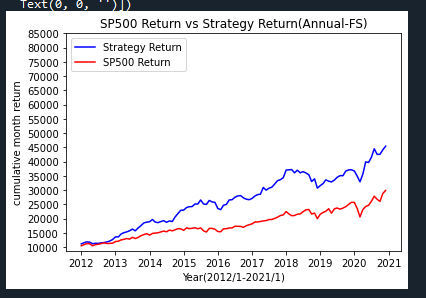 Text(0, 0, '')])
SP500 Return vs Strategy Return(Annual-FS)
85000
80000
75000
70000
65000
60000
55000
50000
45000
40000
35000
30000
25000
20000
15000
10000
cumulative month return
Strategy Return
SP500 Return
2012 2013 2014 2015 2016 2017 2018 2019 2020 2021
Year(2012/1-2021/1)